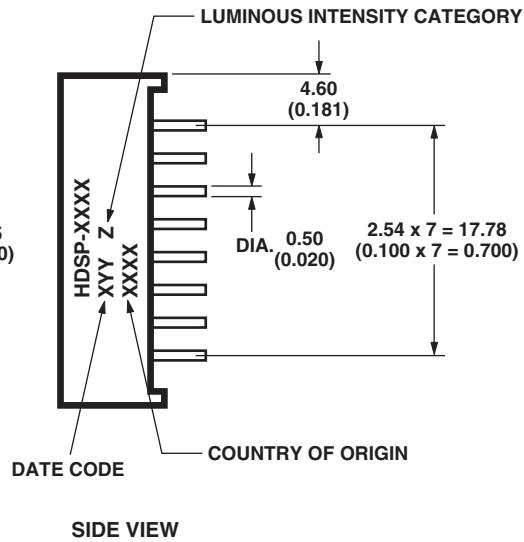 LUMINOUS INTENSITY CATEGORY
4.60
(0.181)
HDSP-XXXX
XYY Z
XXXX
DIA. 0.50
(0.020)
2.54 x 7 = 17.78
(0.100 x 7 = 0.700)
COUNTRY OF ORIGIN
DATE CODE
SIDE VIEW